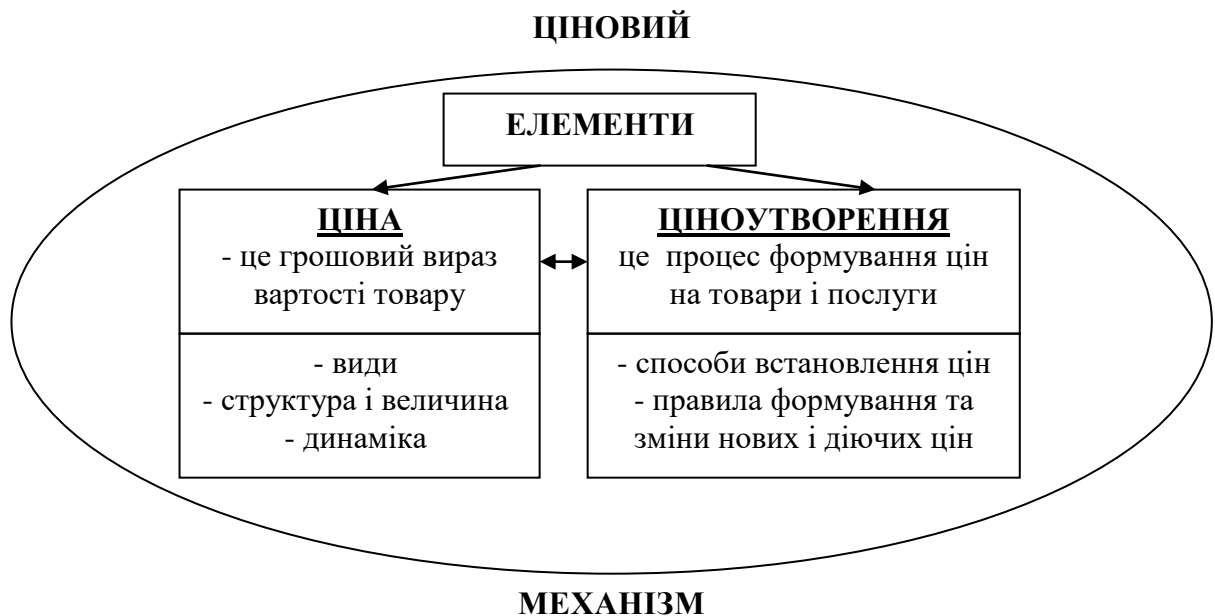 ЦІНОВИЙ
ЕЛЕМЕНТИ
ЦІНА
- це грошовий вираз
вартості товару
- види
- структура і величина
- динаміка
ЦІНОУТВОРЕННЯ
це процес формування цін
на товари і послуги
- способи встановлення цін
- правила формування та
зміни нових і діючих цін
МЕХАНІЗМ